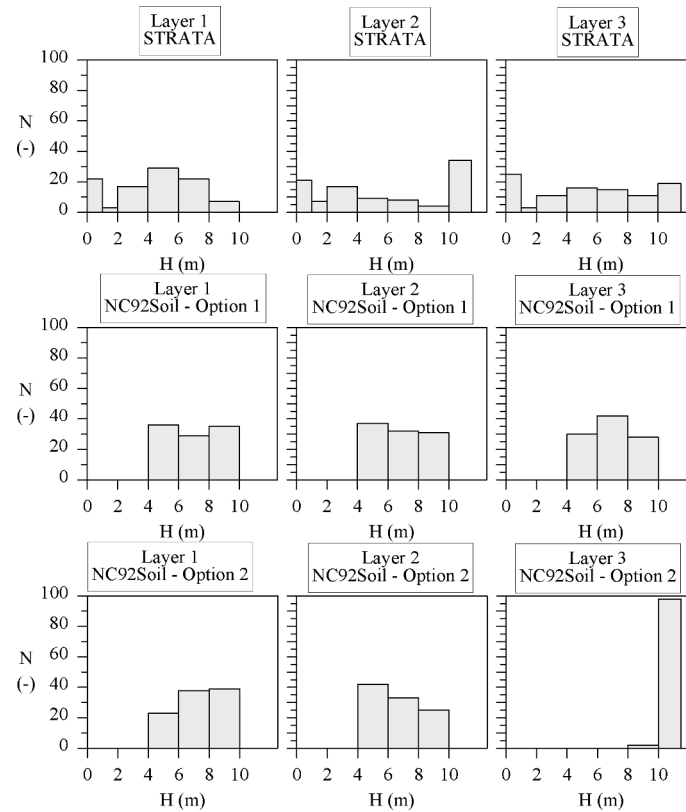 Layer 1
STRATA
Layer 2
STRATA
Layer 3
STRATA
100
80
60
40
20
0
N
(-)
0 2 4 6 8 10
H (m)
0 2 4 6 8 10
H (m)
0 2 4 6 8 10
H (m)
Layer 1
NC92Soil - Option 1
Layer 2
NC92Soil - Option 1
Layer 3
NC92Soil - Option 1
100
80
60
40
20
0
N
(-)
0 2 4 6 8 10
H (m)
0 2 4 6 8 10
H (m)
0 2 4 6 8 10
H (m)
Layer 1
NC92Soil - Option 2
Layer 2
NC92Soil - Option 2
Layer 3
NC92Soil - Option 2
100
80
60
40
20
0
N
(-)
0 2 4 6 8 10
H (m)
0 2 4 6 8 10
H (m)
0 2 4 6 8 10
H (m)